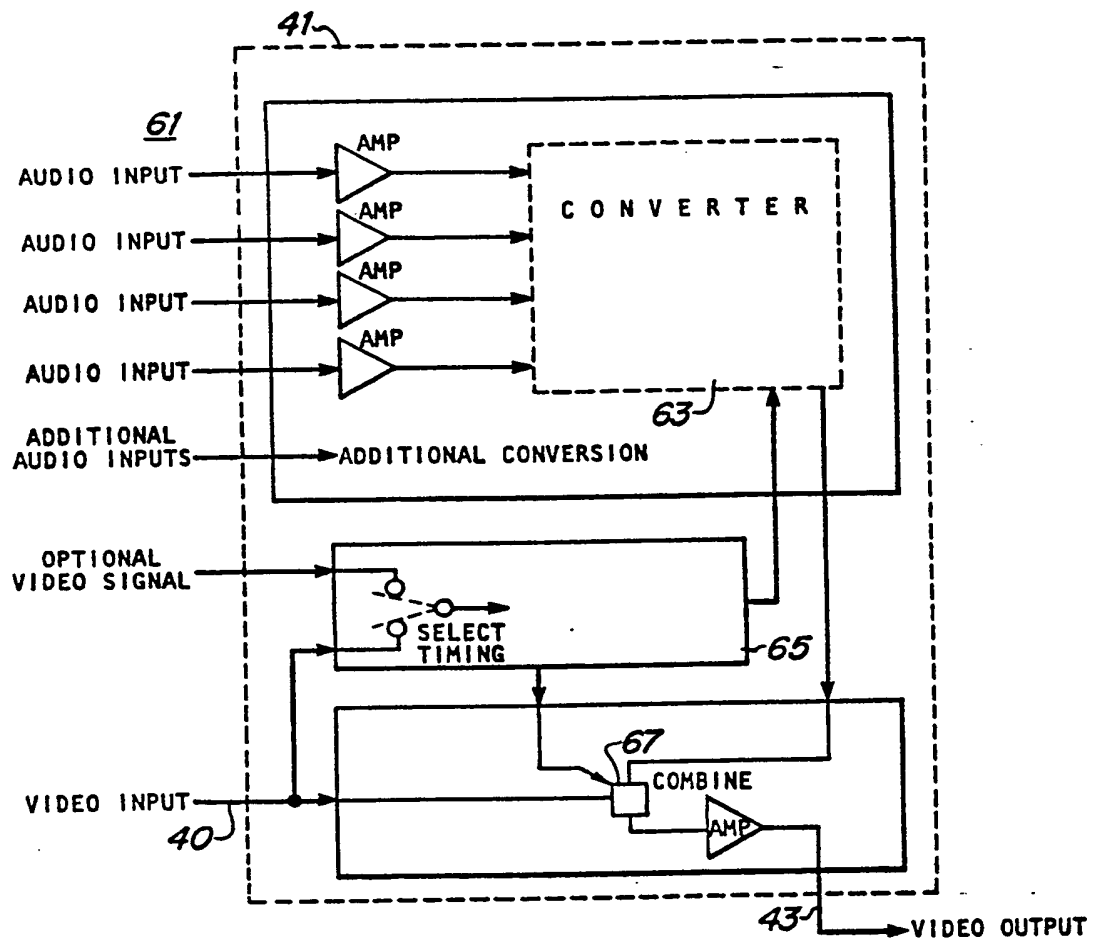 41
61
AUDIO INPUT
AMP
CONVERTER
AUDIO INPUT
AMP
AUDIO INPUT
AMP
AUDIO INPUT
AMP
63
ADDITIONAL
AUDIO INPUTS
ADDITIONAL CONVERSION
OPTIONAL
VIDEO SIGNAL
SELECT
TIMING
65
67
COMBINE
VIDEO INPUT
AMP
40
43
VIDEO OUTPUT